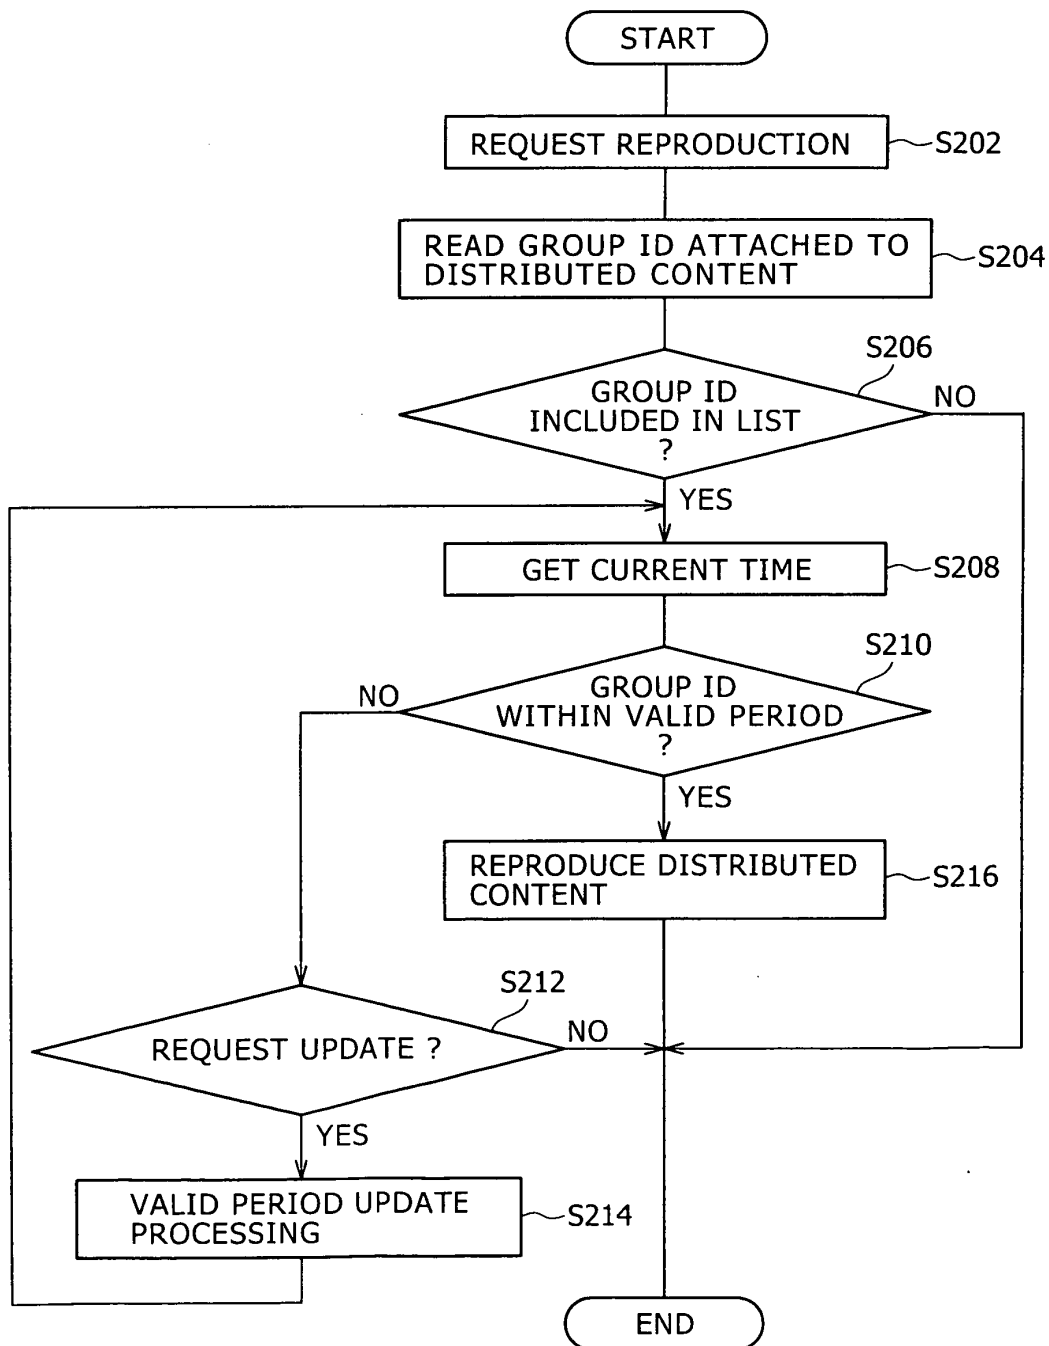 START
REQUEST REPRODUCTION
S202
READ GROUP ID ATTACHED TO
DISTRIBUTED CONTENT
S204
S206
GROUP ID
INCLUDED IN LIST
?
NO
YES
GET CURRENT TIME
S208
S210
GROUP ID
WITHIN VALID PERIOD
?
NO
YES
REPRODUCE DISTRIBUTED
CONTENT
S216
S212
REQUEST UPDATE ?
NO
YES
VALID PERIOD UPDATE
PROCESSING
S214
END